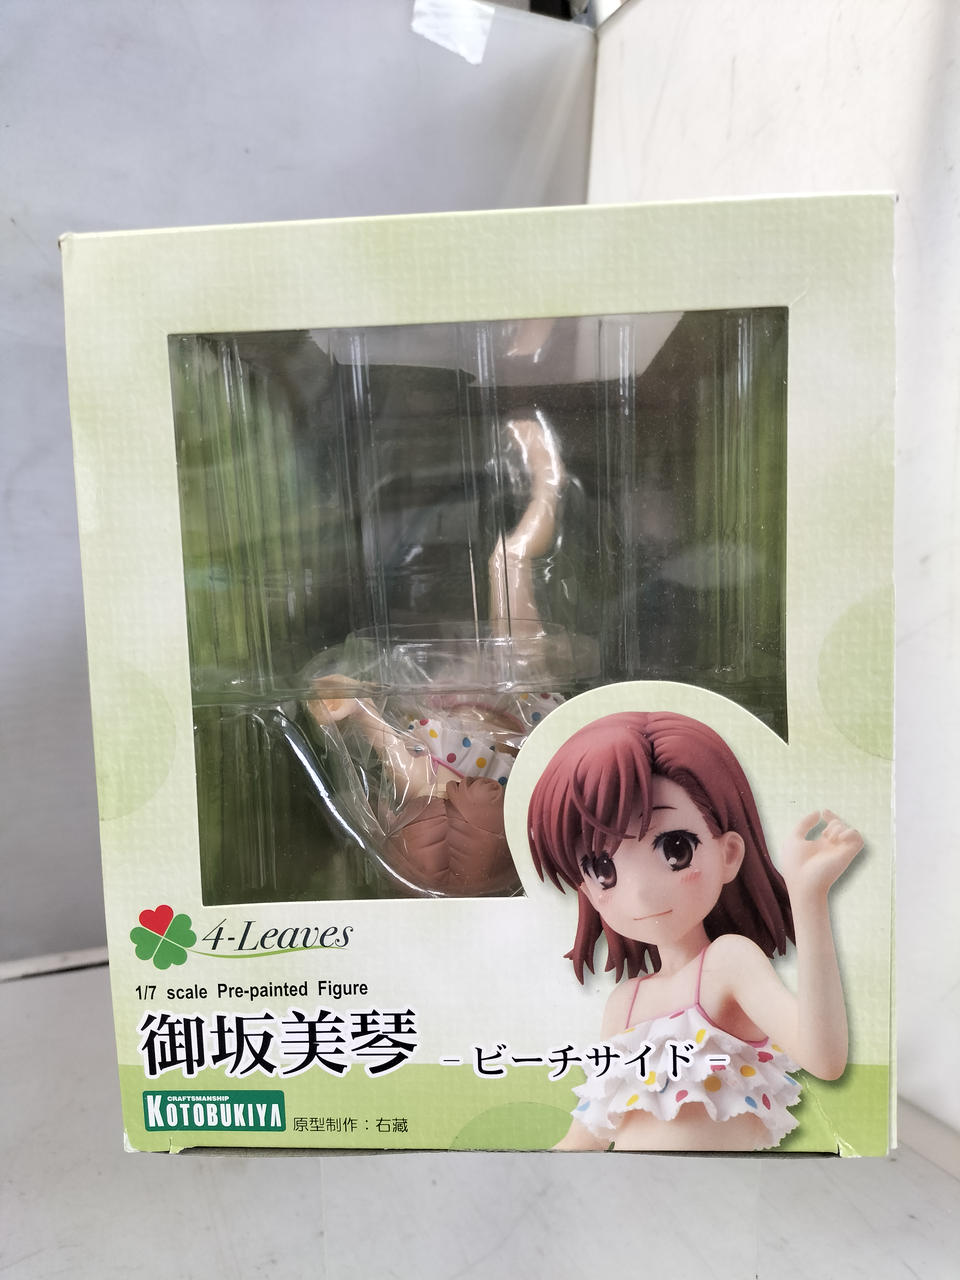 4-Leaves
1/7 scale Pre-painted Figure
御坂美琴 -ビーチサイド-
CRAFTSMANSHIP
KOTOBUKIYA 原型制作：右藏